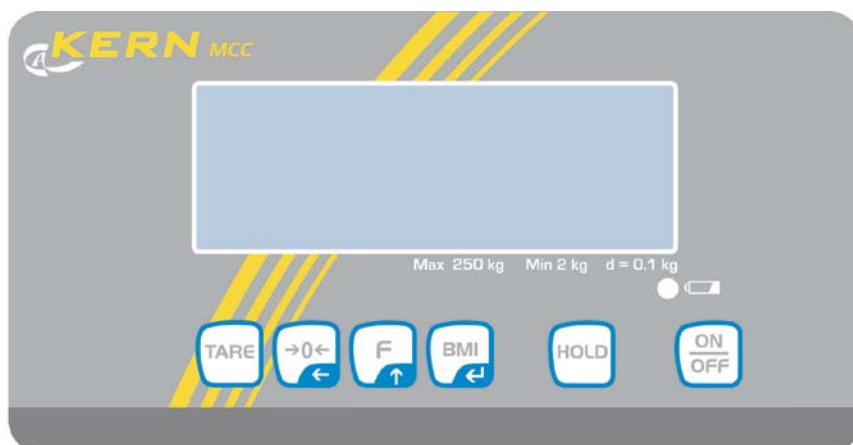 KERN MCC
Max 250 kg Min 2 kg d = 0.1 kg
TARE →0← F BMI HOLD ON
OFF